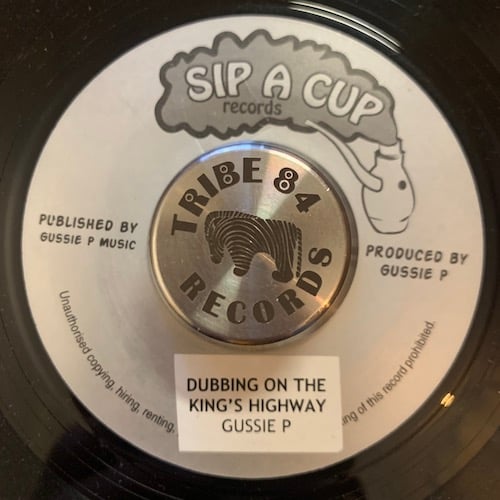 SIP A CUP
records
TRIBE 84
RECORDS
PUBLISHED BY
GUSSIE P MUSIC
PRODUCED BY
GUSSIE P
Unauthorised copying, hiring, renting,
ing of this record prohibited.
DUBBING ON THE
KING'S HIGHWAY
GUSSIE P